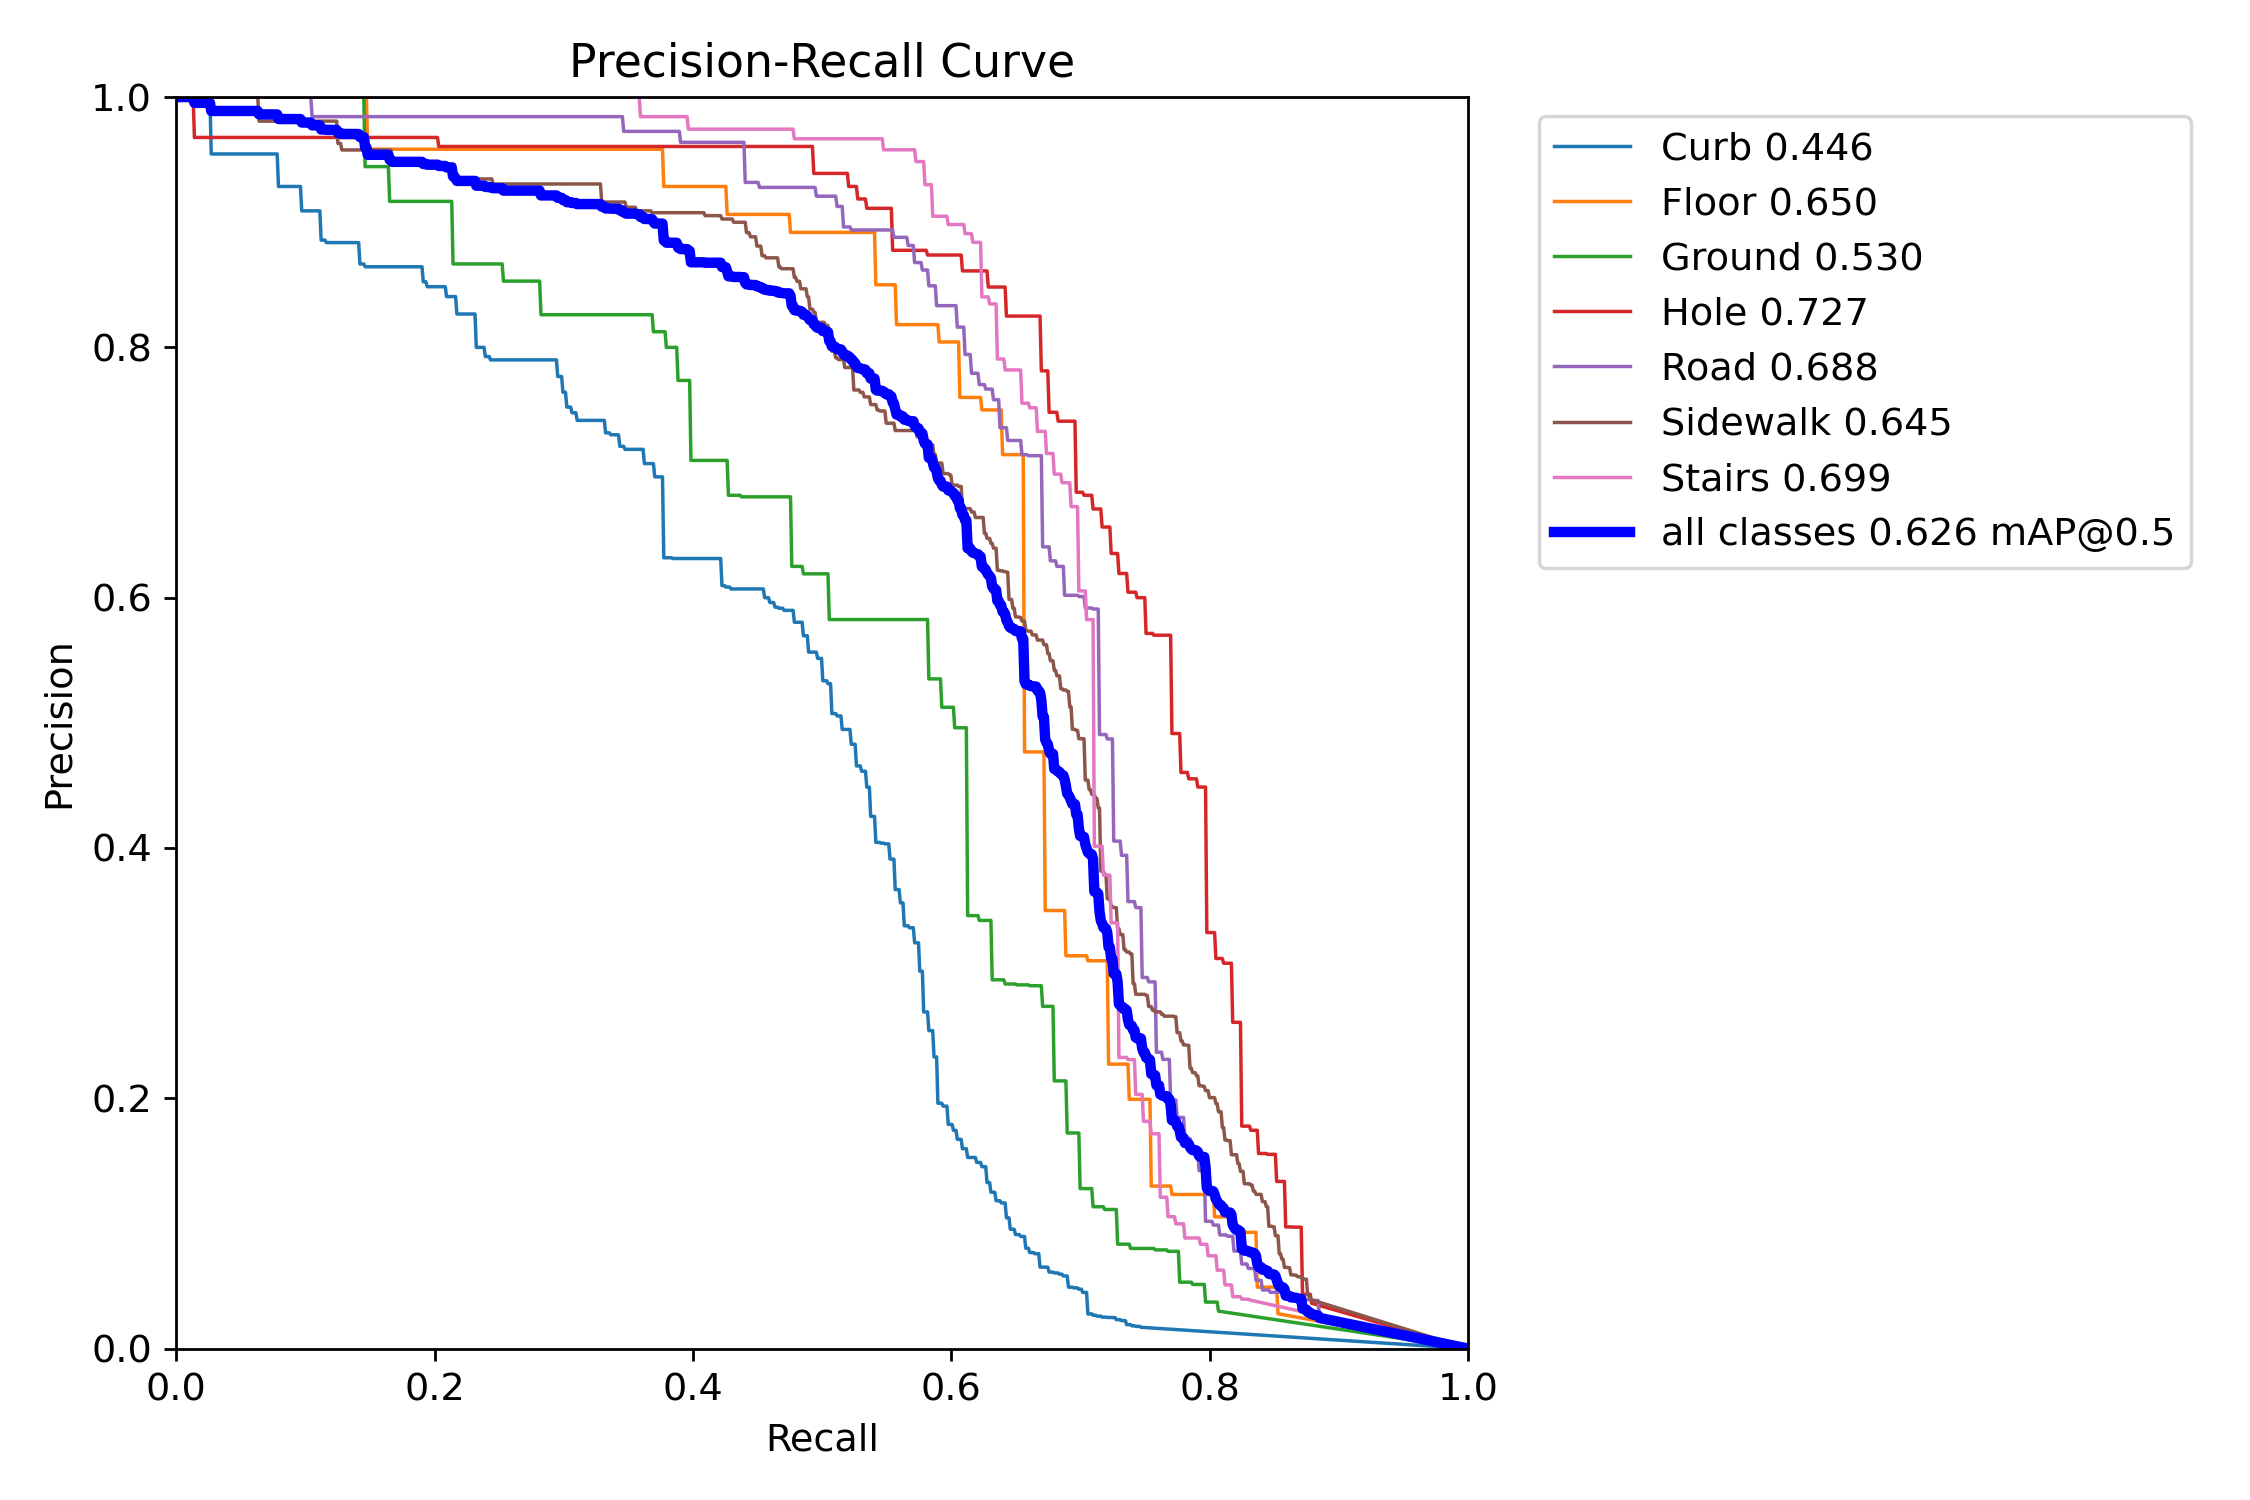 Precision-Recall Curve
1.0
0.8
0.6
0.4
0.2
0.0
Precision
0.0 0.2 0.4 0.6 0.8 1.0
Recall
Curb 0.446
Floor 0.650
Ground 0.530
Hole 0.727
Road 0.688
Sidewalk 0.645
Stairs 0.699
all classes 0.626 mAP@0.5